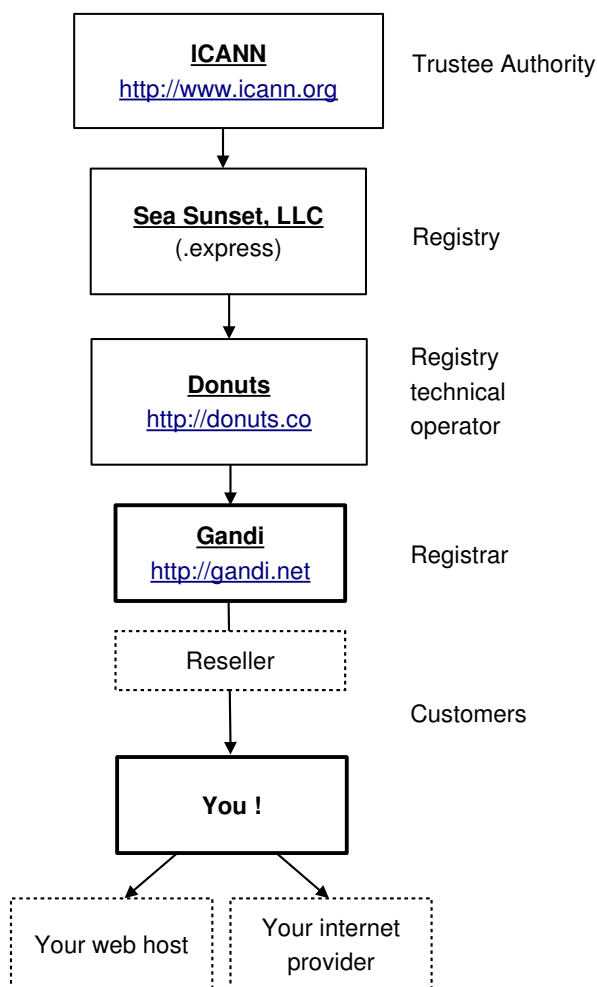 ICANN
http://www.icann.org
Trustee Authority
Sea Sunset, LLC
(.express)
Registry
Donuts
http://donuts.co
Registry
technical
operator
Gandi
http://gandi.net
Registrar
Reseller
Customers
You !
Your web host
Your internet
provider